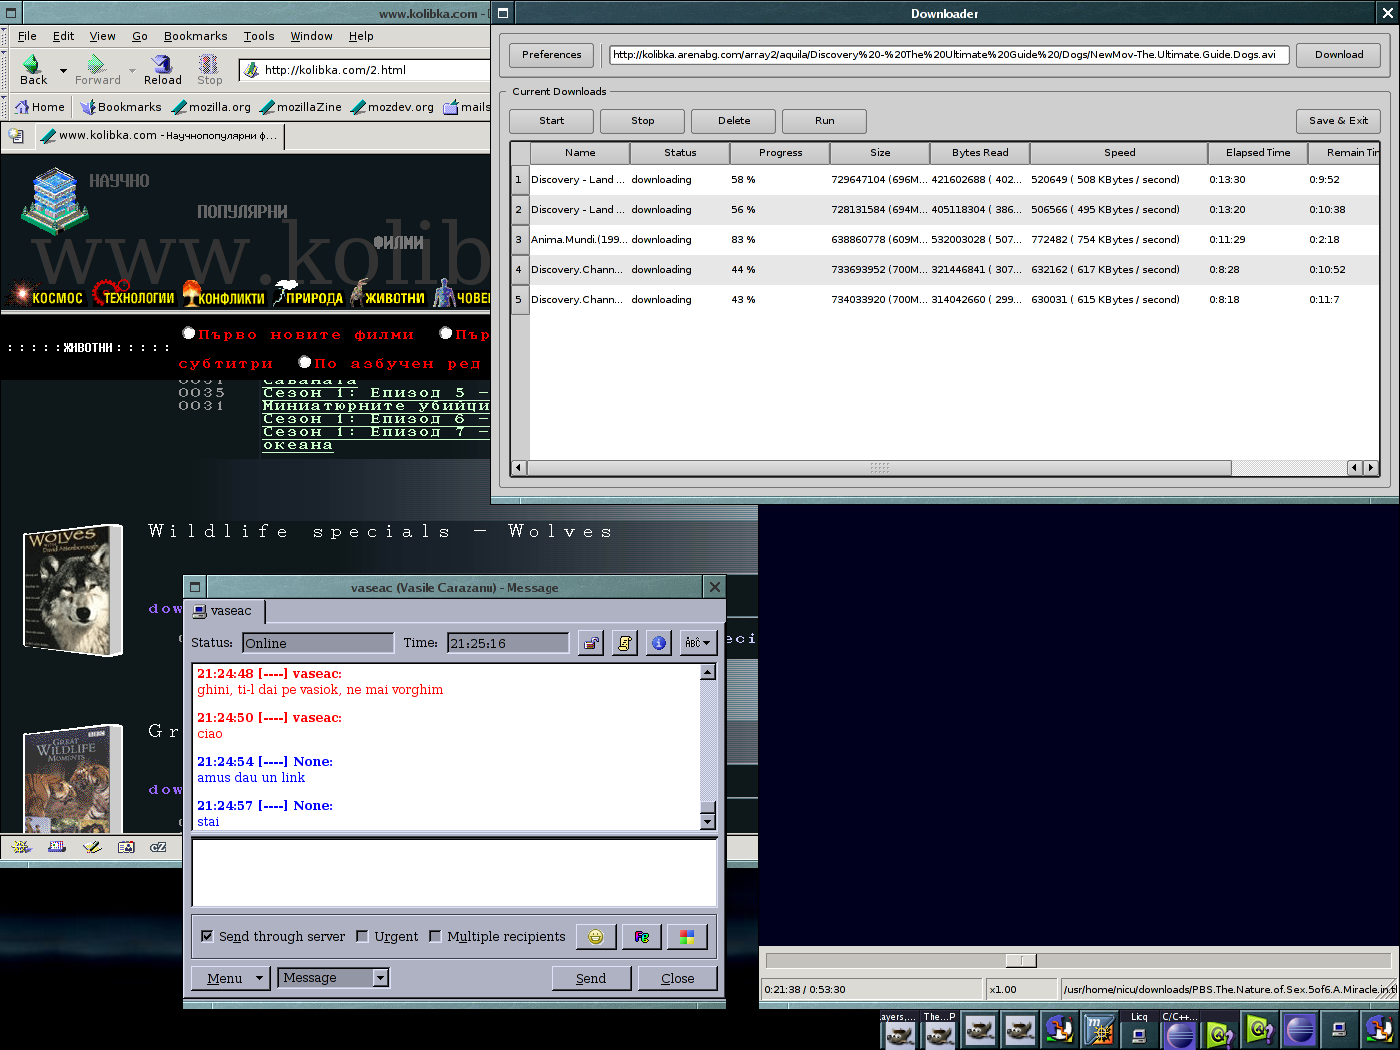 www.kolibka.com -
File Edit View Go Bookmarks Tools Window Help
Back Forward Reload Stop
http://kolibka.com/2.html
Home Bookmarks mozilla.org mozillaZine mozdev.org mails
www.kolibka.com - Научнопопулярни ф...
НАУЧНО
ПОПУЛЯРНИ
ФИЛМИ
www.kolib
КОСМОС ТЕХНОЛОГИИ КОНФЛИКТИ ПРИРОДА ЖИВОТНИ ЧОВЕ
: : : : : ЖИВОТНИ : : : : :
Първо новите филми Пър
субтитри По азбучен ред
0031 Саваната
0035 Сезон 1: Епизод 5 —
0031 Миниатюрните убийци
Сезон 1: Епизод 6 —
Сезон 1: Епизод 7 —
океана
Wildlife specials — Wolves
WOLVES
WITH
David Attenborough
dow
eci
Gr
BBC
GREAT
WILDLIFE
MOMENTS
dow
cZ
Downloader
Preferences http://kolibka.arenabg.com/array2/aquila/Discovery%20-%20The%20Ultimate%20Guide%20/Dogs/NewMov-The.Ultimate.Guide.Dogs.avi Download
Current Downloads
Start Stop Delete Run Save & Exit
Name Status Progress Size Bytes Read Speed Elapsed Time Remain Tir
1 Discovery - Land ... downloading 58 % 729647104 (696M... 421602688 ( 402... 520649 ( 508 KBytes / second) 0:13:30 0:9:52
2 Discovery - Land ... downloading 56 % 728131584 (694M... 405118304 ( 386... 506566 ( 495 KBytes / second) 0:13:20 0:10:38
3 Anima.Mundi.(199... downloading 83 % 638860778 (609M... 532003028 ( 507... 772482 ( 754 KBytes / second) 0:11:29 0:2:18
4 Discovery.Chann... downloading 44 % 733693952 (700M... 321446841 ( 307... 632162 ( 617 KBytes / second) 0:8:28 0:10:52
5 Discovery.Chann... downloading 43 % 734033920 (700M... 314042660 ( 299... 630031 ( 615 KBytes / second) 0:8:18 0:11:7
vaseac (Vasile Carazanu) - Message
vaseac
Status: Online Time: 21:25:16 ABC
21:24:48 [----] vaseac:
ghini, ti-l dai pe vasiok, ne mai vorghim
21:24:50 [----] vaseac:
ciao
21:24:54 [----] None:
amus dau un link
21:24:57 [----] None:
stai
Send through server Urgent Multiple recipients
Menu Message Send Close
0:21:38 / 0:53:30 x1.00 /usr/home/nicu/downloads/PBS.The.Nature.of.Sex.5of6.A.Miracle.in.t
ayers,... The...P Licq C/C++...